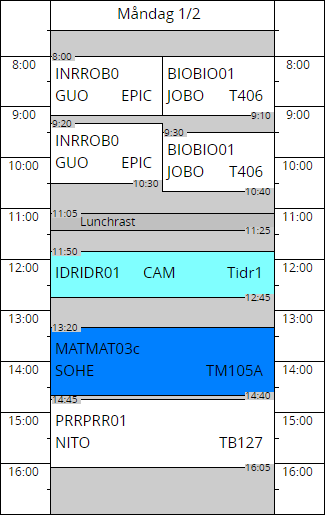 Måndag 1/2
8:00
8:00
8:00
INRROB0
GUO EPIC
BIOBIO01
JOBO T406
9:10
9:00
9:00
9:20
INRROB0
GUO EPIC
10:30
9:30
BIOBIO01
JOBO T406
10:40
10:00
10:00
11:00
11:00
11:05
Lunchrast
11:25
11:50
12:00
12:00
IDRIDR01 CAM Tidr1
12:45
13:00
13:00
13:20
MATMAT03c
SOHE TM105A
14:40
14:00
14:00
14:45
PRRPRR01
NITO TB127
16:05
15:00
15:00
16:00
16:00